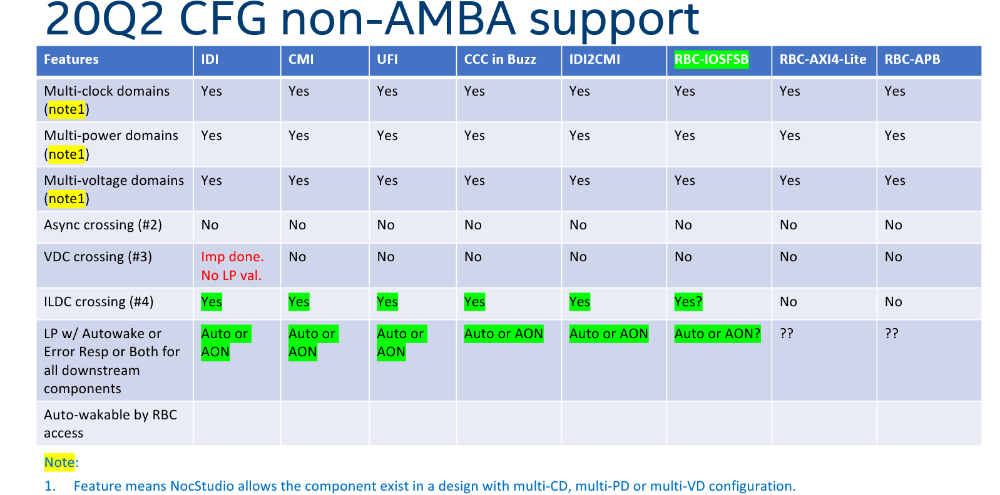 20Q2 CFG non-AMBA support
Features IDI CMI UFI CCC in Buzz IDI2CMI RBC-IOSFSB RBC-AXI4-Lite RBC-APB
Multi-clock domains Yes Yes Yes Yes Yes Yes Yes Yes
(note1)
Multi-power domains Yes Yes Yes Yes Yes Yes Yes Yes
(note1)
Multi-voltage domains Yes Yes Yes Yes Yes Yes Yes Yes
(note1)
Async crossing (#2) No No No No No No No No
VDC crossing (#3) Imp done. No No No No No No No
No LP val.
ILDC crossing (#4) Yes Yes Yes Yes Yes Yes? No No
LP w/ Autowake or Auto or Auto or Auto or Auto or AON Auto or AON Auto or AON? ?? ??
Error Resp or Both for AON AON AON
all downstream
components
Auto-wakable by RBC
access
Note:
1. Feature means NocStudio allows the component exist in a design with multi-CD, multi-PD or multi-VD configuration.